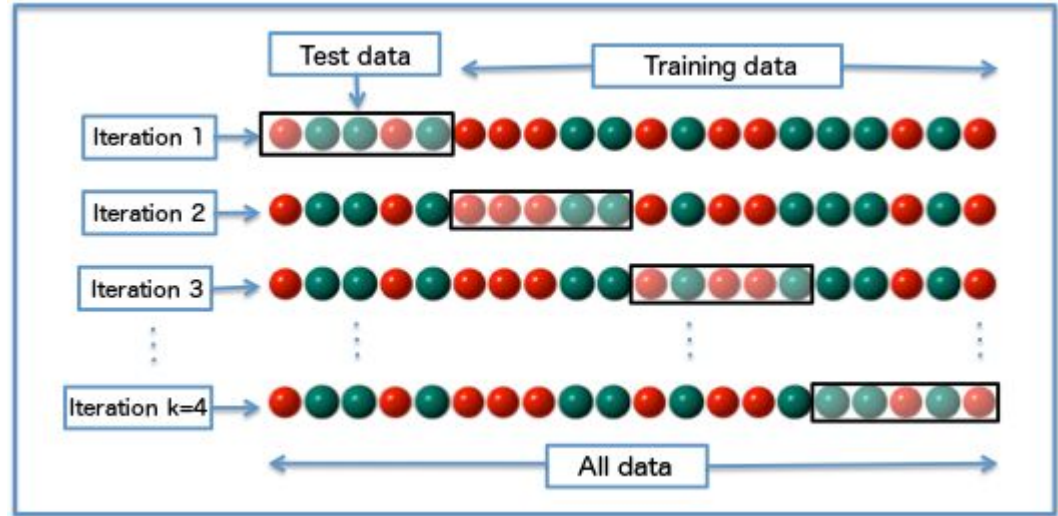 Test data
Training data
Iteration 1
Iteration 2
Iteration 3
Iteration k=4
All data